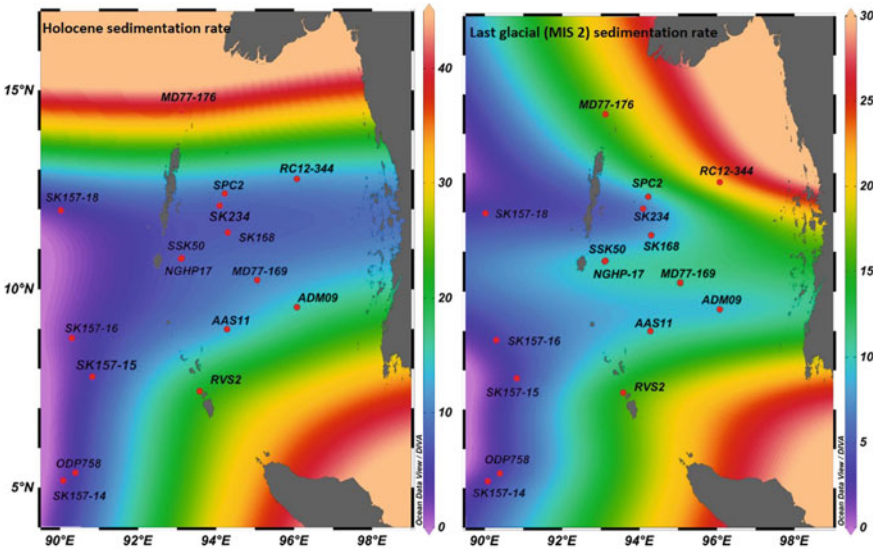 Holocene sedimentation rate
MD77-176
RC12-344
SPC2
SK157-18
SK234
SK168
SSK50
NGHP17
MD77-169
ADM09
AAS11
SK157-16
SK157-15
RVS2
ODP758
SK157-14
15°N
10°N
5°N
90°E
92°E
94°E
96°E
98°E
40
30
20
10
0
Ocean Data View / DIVA
Last glacial (MIS 2) sedimentation rate
MD77-176
RC12-344
SPC2
SK157-18
SK234
SK168
SSK50
NGHP-17
MD77-169
ADM09
AAS11
SK157-16
SK157-15
RVS2
ODP758
SK157-14
90°E
92°E
94°E
96°E
98°E
30
25
20
15
10
5
0
Ocean Data View / DIVA